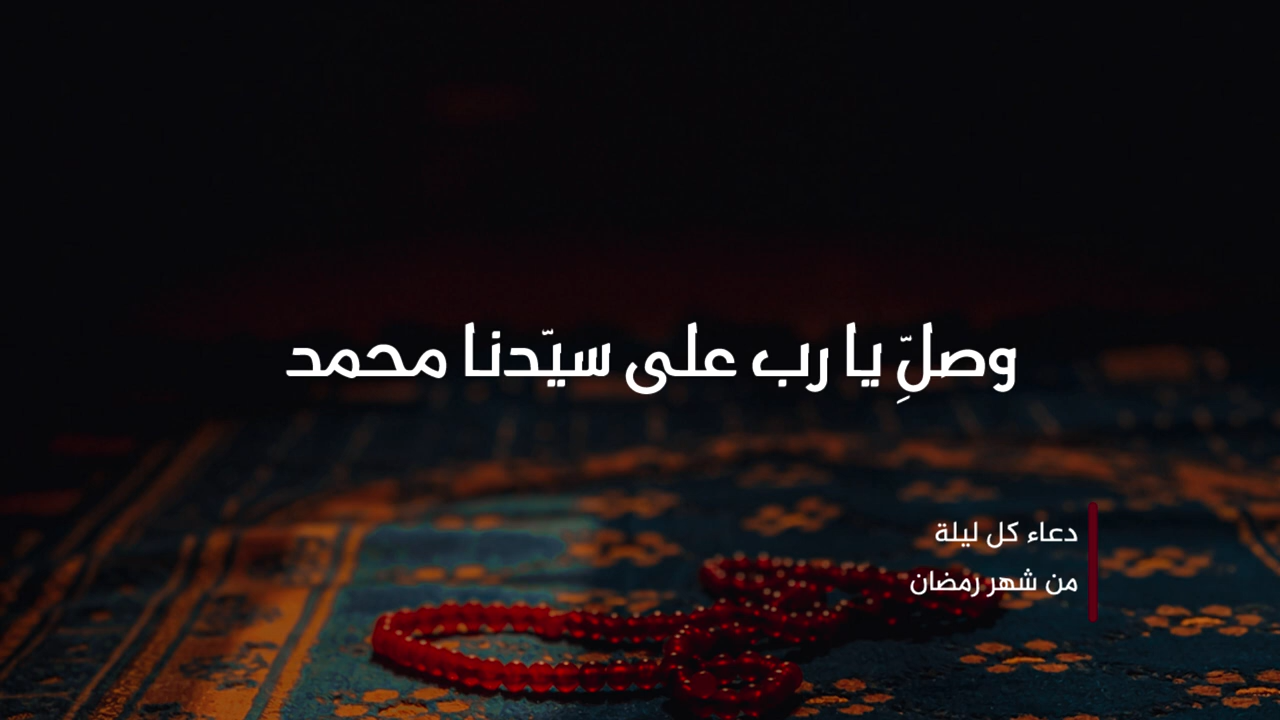 وصلِّ يا رب على سيّدنا محمد
دعاء كل ليلة
من شهر رمضان